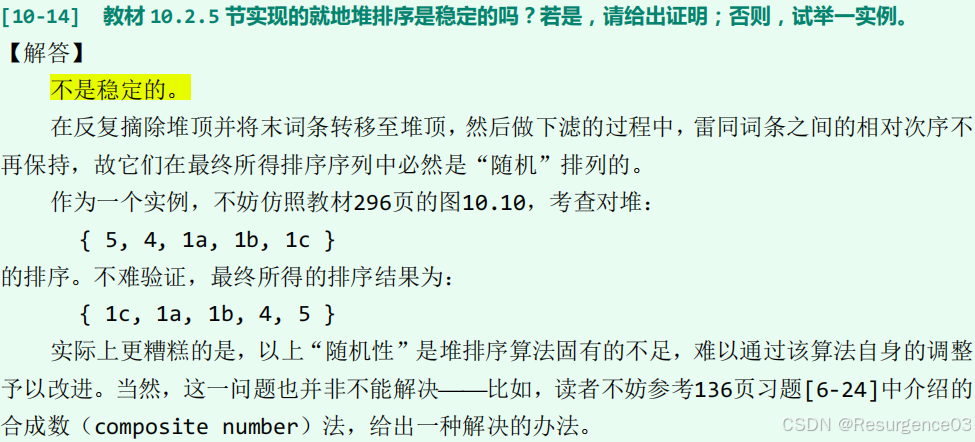 [10-14] 教材 10.2.5 节实现的就地堆排序是稳定的吗？若是，请给出证明；否则，试举一实例。
【解答】
不是稳定的。
在反复摘除堆顶并将末词条转移至堆顶，然后做下滤的过程中，雷同词条之间的相对次序不
再保持，故它们在最终所得排序序列中必然是“随机”排列的。
作为一个实例，不妨仿照教材296页的图10.10，考查对堆：
{ 5, 4, 1a, 1b, 1c }
的排序。不难验证，最终所得的排序结果为：
{ 1c, 1a, 1b, 4, 5 }
实际上更糟糕的是，以上“随机性”是堆排序算法固有的不足，难以通过该算法自身的调整
予以改进。当然，这一问题也并非不能解决——比如，读者不妨参考136页习题[6-24]中介绍的
合成数（composite number）法，给出一种解决的办法。
CSDN @Resurgence03